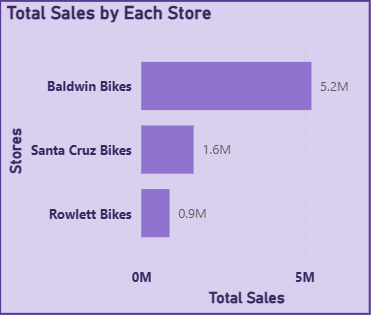 Total Sales by Each Store
Stores
Baldwin Bikes 5.2M
Santa Cruz Bikes 1.6M
Rowlett Bikes 0.9M
0M 5M
Total Sales